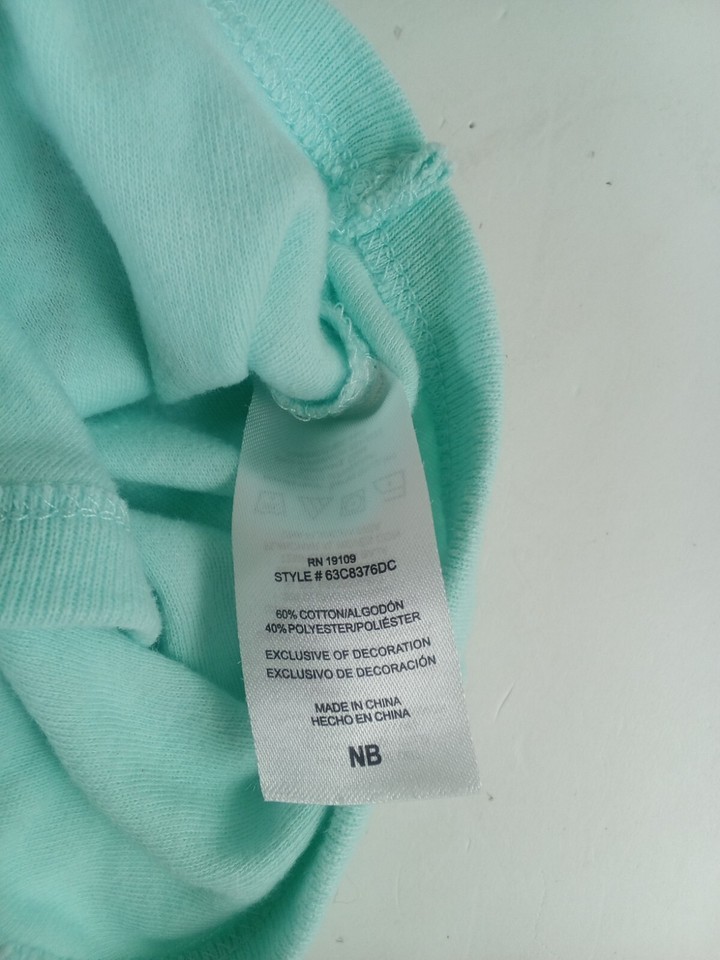 RN 19109
STYLE # 63C8376DC
60% COTTON/ALGODÓN
40% POLYESTER/POLIÉSTER
EXCLUSIVE OF DECORATION
EXCLUSIVO DE DECORACIÓN
MADE IN CHINA
HECHO EN CHINA
NB